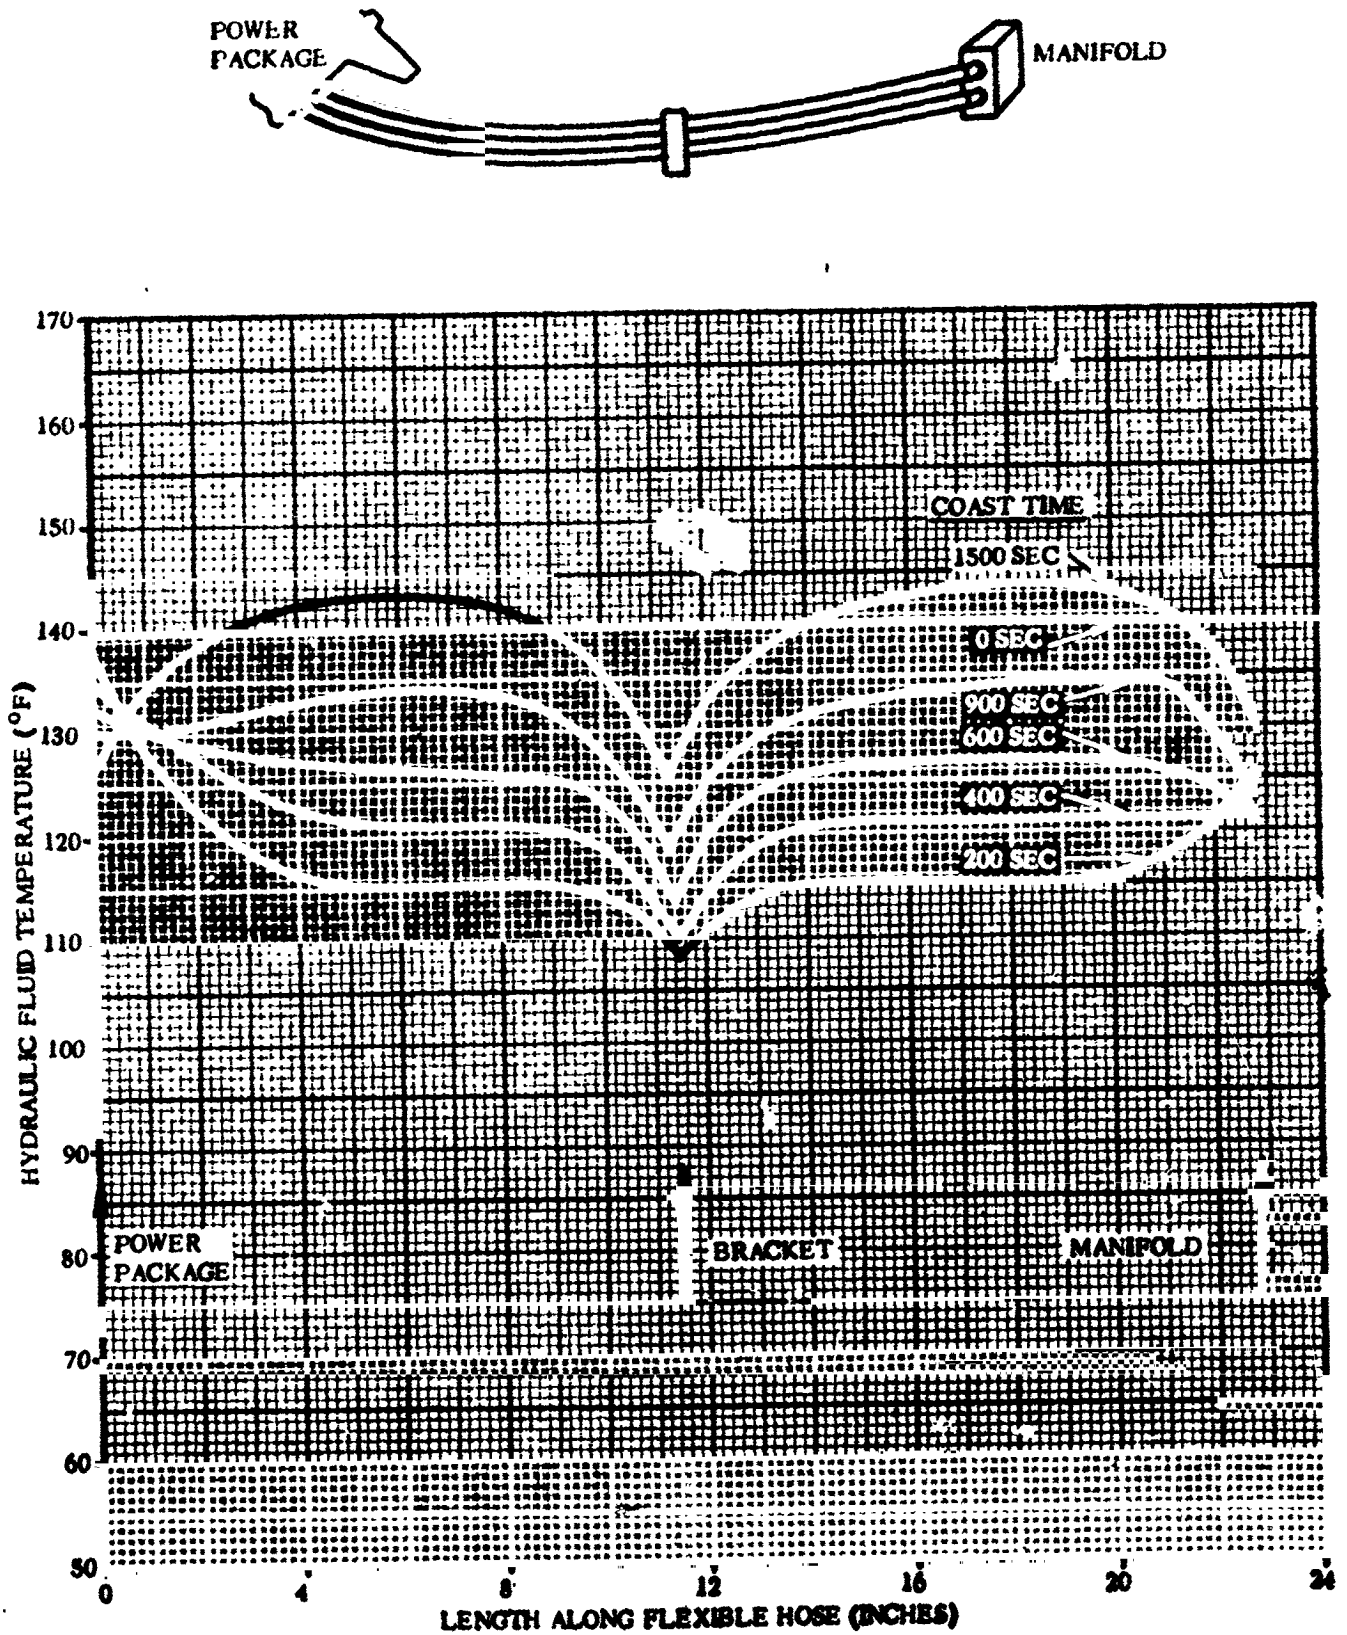 POWER
PACKAGE
MANIFOLD
170
160
150
140
130
120
110
100
90
80
70
60
50
HYDRAULIC FLUID TEMPERATURE (°F)
COAST TIME
1500 SEC
0 SEC
900 SEC
600 SEC
400 SEC
200 SEC
POWER
PACKAGE
BRACKET
MANIFOLD
0 4 8 12 16 20 24
LENGTH ALONG FLEXIBLE HOSE (INCHES)